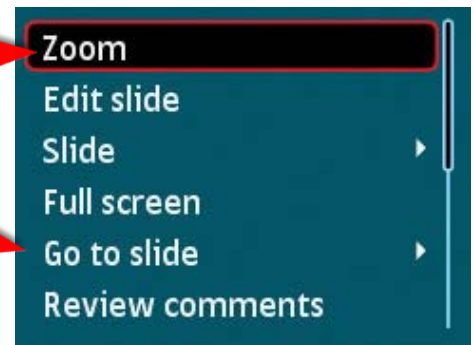 Zoom
Edit slide
Slide
Full screen
Go to slide
Review comments